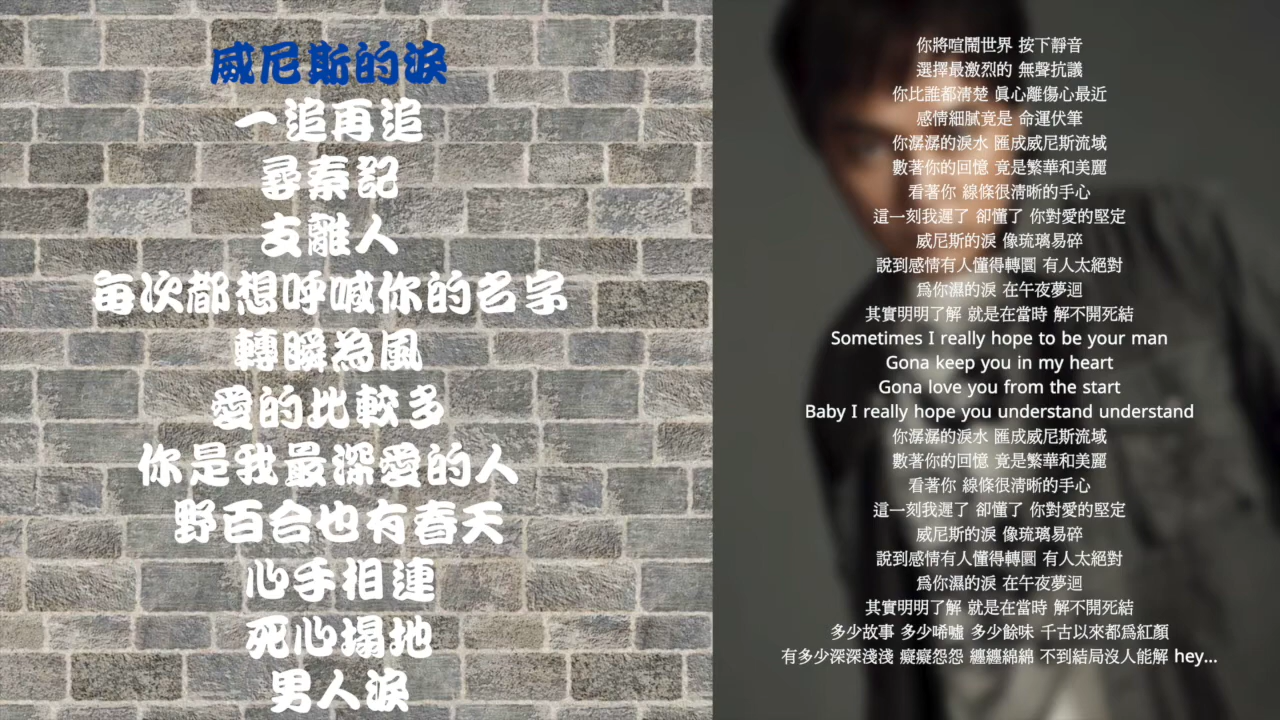 威尼斯的淚
一追再追
尋秦記
支離人
每次都想呼喊你的名字
轉瞬為風
愛的比較多
你是我最深愛的人
野百合也有春天
心手相連
死心塌地
男人淚
你將喧鬧世界 按下靜音
選擇最激烈的 無聲抗議
你比誰都清楚 真心離傷心最近
感情細膩竟是 命運伏筆
你潺潺的淚水 匯成威尼斯流域
數著你的回憶 竟是繁華和美麗
看著你 線條很清晰的手心
這一刻我遲了 卻懂了 你對愛的堅定
威尼斯的淚 像琉璃易碎
說到感情有人懂得轉圜 有人太絕對
為你濕的淚 在午夜夢迴
其實明明了解 就是在當時 解不開死結
Sometimes I really hope to be your man
Gona keep you in my heart
Gona love you from the start
Baby I really hope you understand understand
你潺潺的淚水 匯成威尼斯流域
數著你的回憶 竟是繁華和美麗
看著你 線條很清晰的手心
這一刻我遲了 卻懂了 你對愛的堅定
威尼斯的淚 像琉璃易碎
說到感情有人懂得轉圜 有人太絕對
為你濕的淚 在午夜夢迴
其實明明了解 就是在當時 解不開死結
多少故事 多少唏噓 多少餘味 千古以來都為紅顏
有多少深深淺淺 癡癡怨怨 纏纏綿綿 不到結局沒人能解 hey...